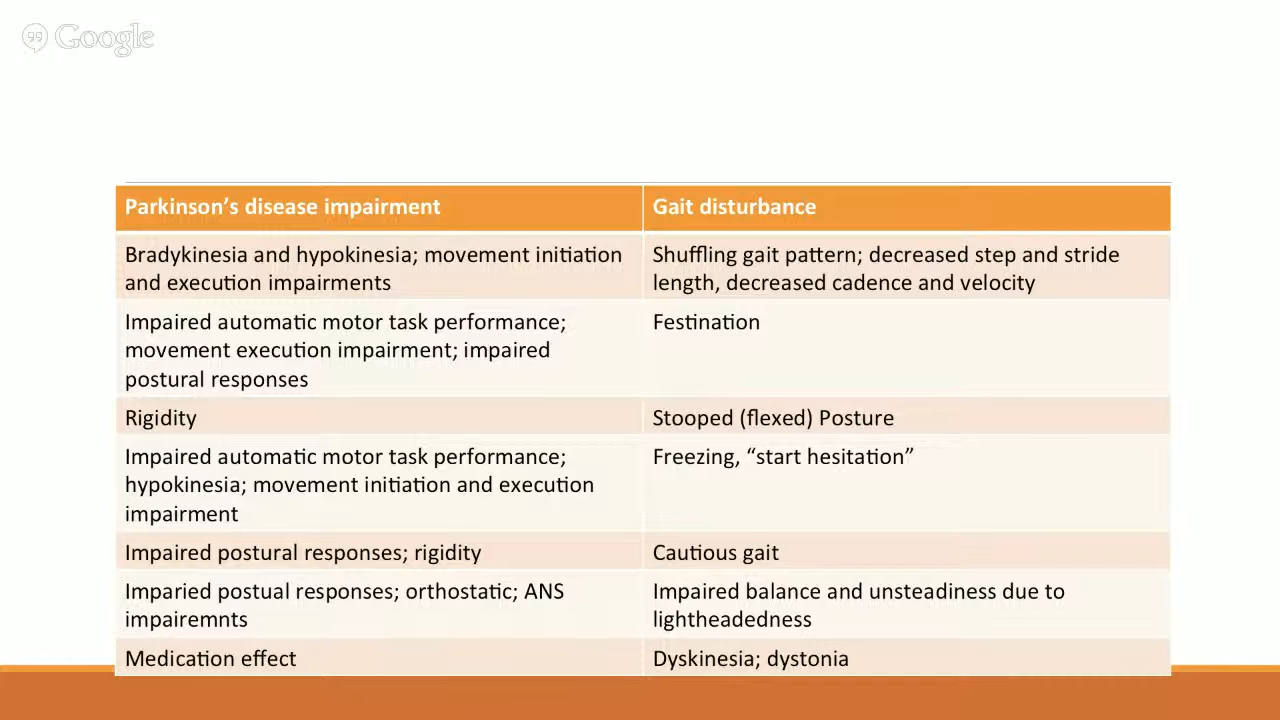 Google
Parkinson's disease impairment
Gait disturbance
Bradykinesia and hypokinesia; movement initiation
and execution impairments
Shuffling gait pattern; decreased step and stride
length, decreased cadence and velocity
Impaired automatic motor task performance;
movement execution impairment; impaired
postural responses
Festination
Rigidity
Stooped (flexed) Posture
Impaired automatic motor task performance;
hypokinesia; movement initiation and execution
impairment
Freezing, “start hesitation”
Impaired postural responses; rigidity
Cautious gait
Imparied postual responses; orthostatic; ANS
impairemnts
Impaired balance and unsteadiness due to
lightheadedness
Medication effect
Dyskinesia; dystonia